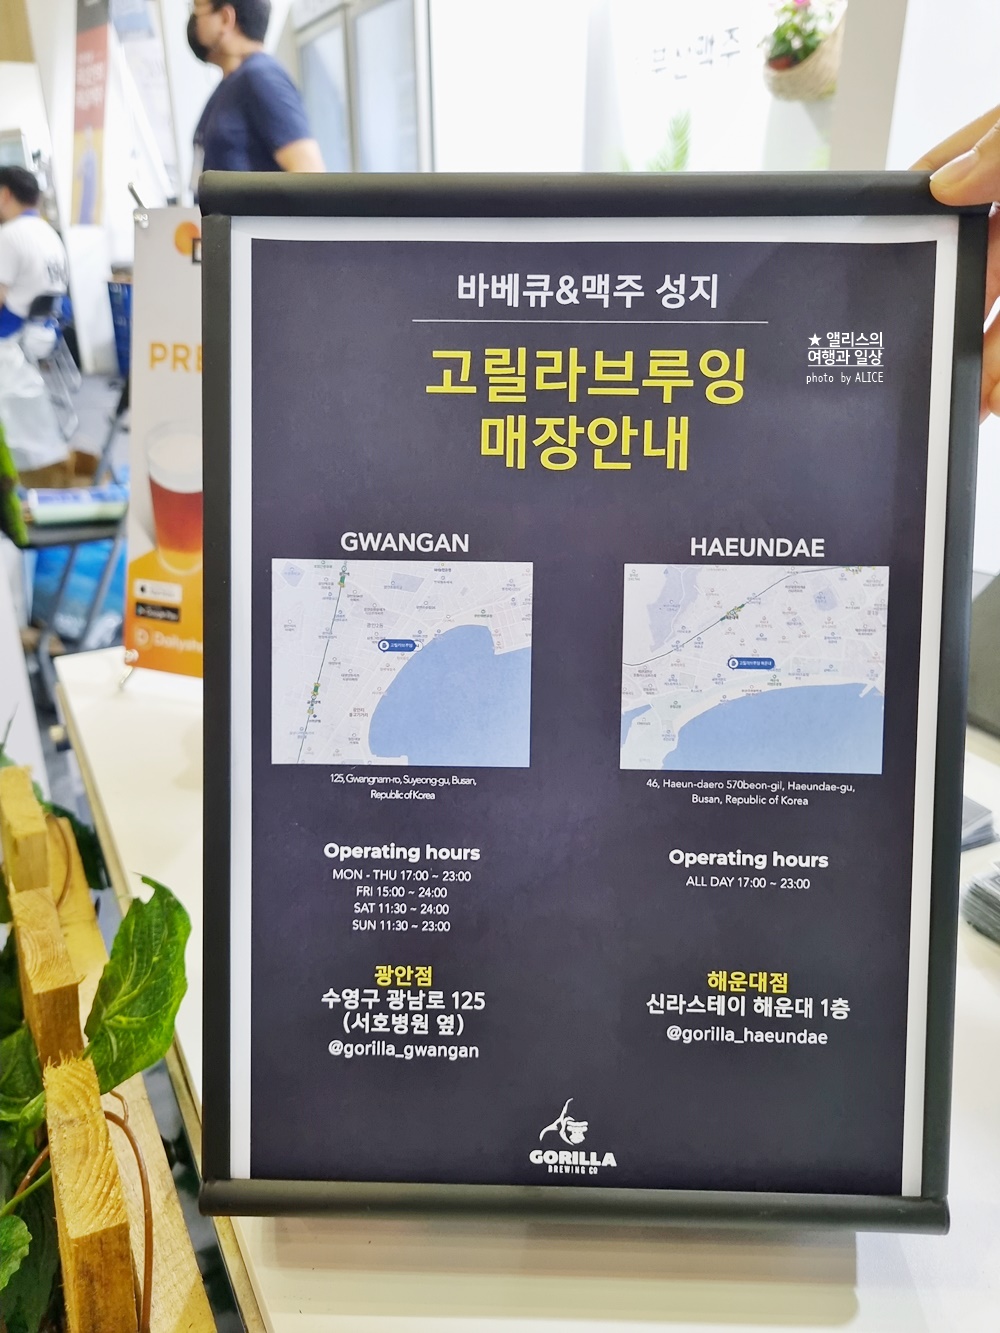 부산맥주
바베큐&맥주 성지
고릴라브루잉
매장안내
★ 앨리스의
여행과 일상
photo by ALICE
PRE
GWANGAN
125, Gwangnam-ro, Suyeong-gu, Busan,
Republic of Korea
Operating hours
MON - THU 17:00 ~ 23:00
FRI 15:00 ~ 24:00
SAT 11:30 ~ 24:00
SUN 11:30 ~ 23:00
광안점
수영구 광남로 125
(서호병원 옆)
@gorilla_gwangan
HAEUNDAE
46, Haeun-daero 570beon-gil, Haeundae-gu,
Busan, Republic of Korea
Operating hours
ALL DAY 17:00 ~ 23:00
해운대점
신라스테이 해운대 1층
@gorilla_haeundae
GORILLA
BREWING CO